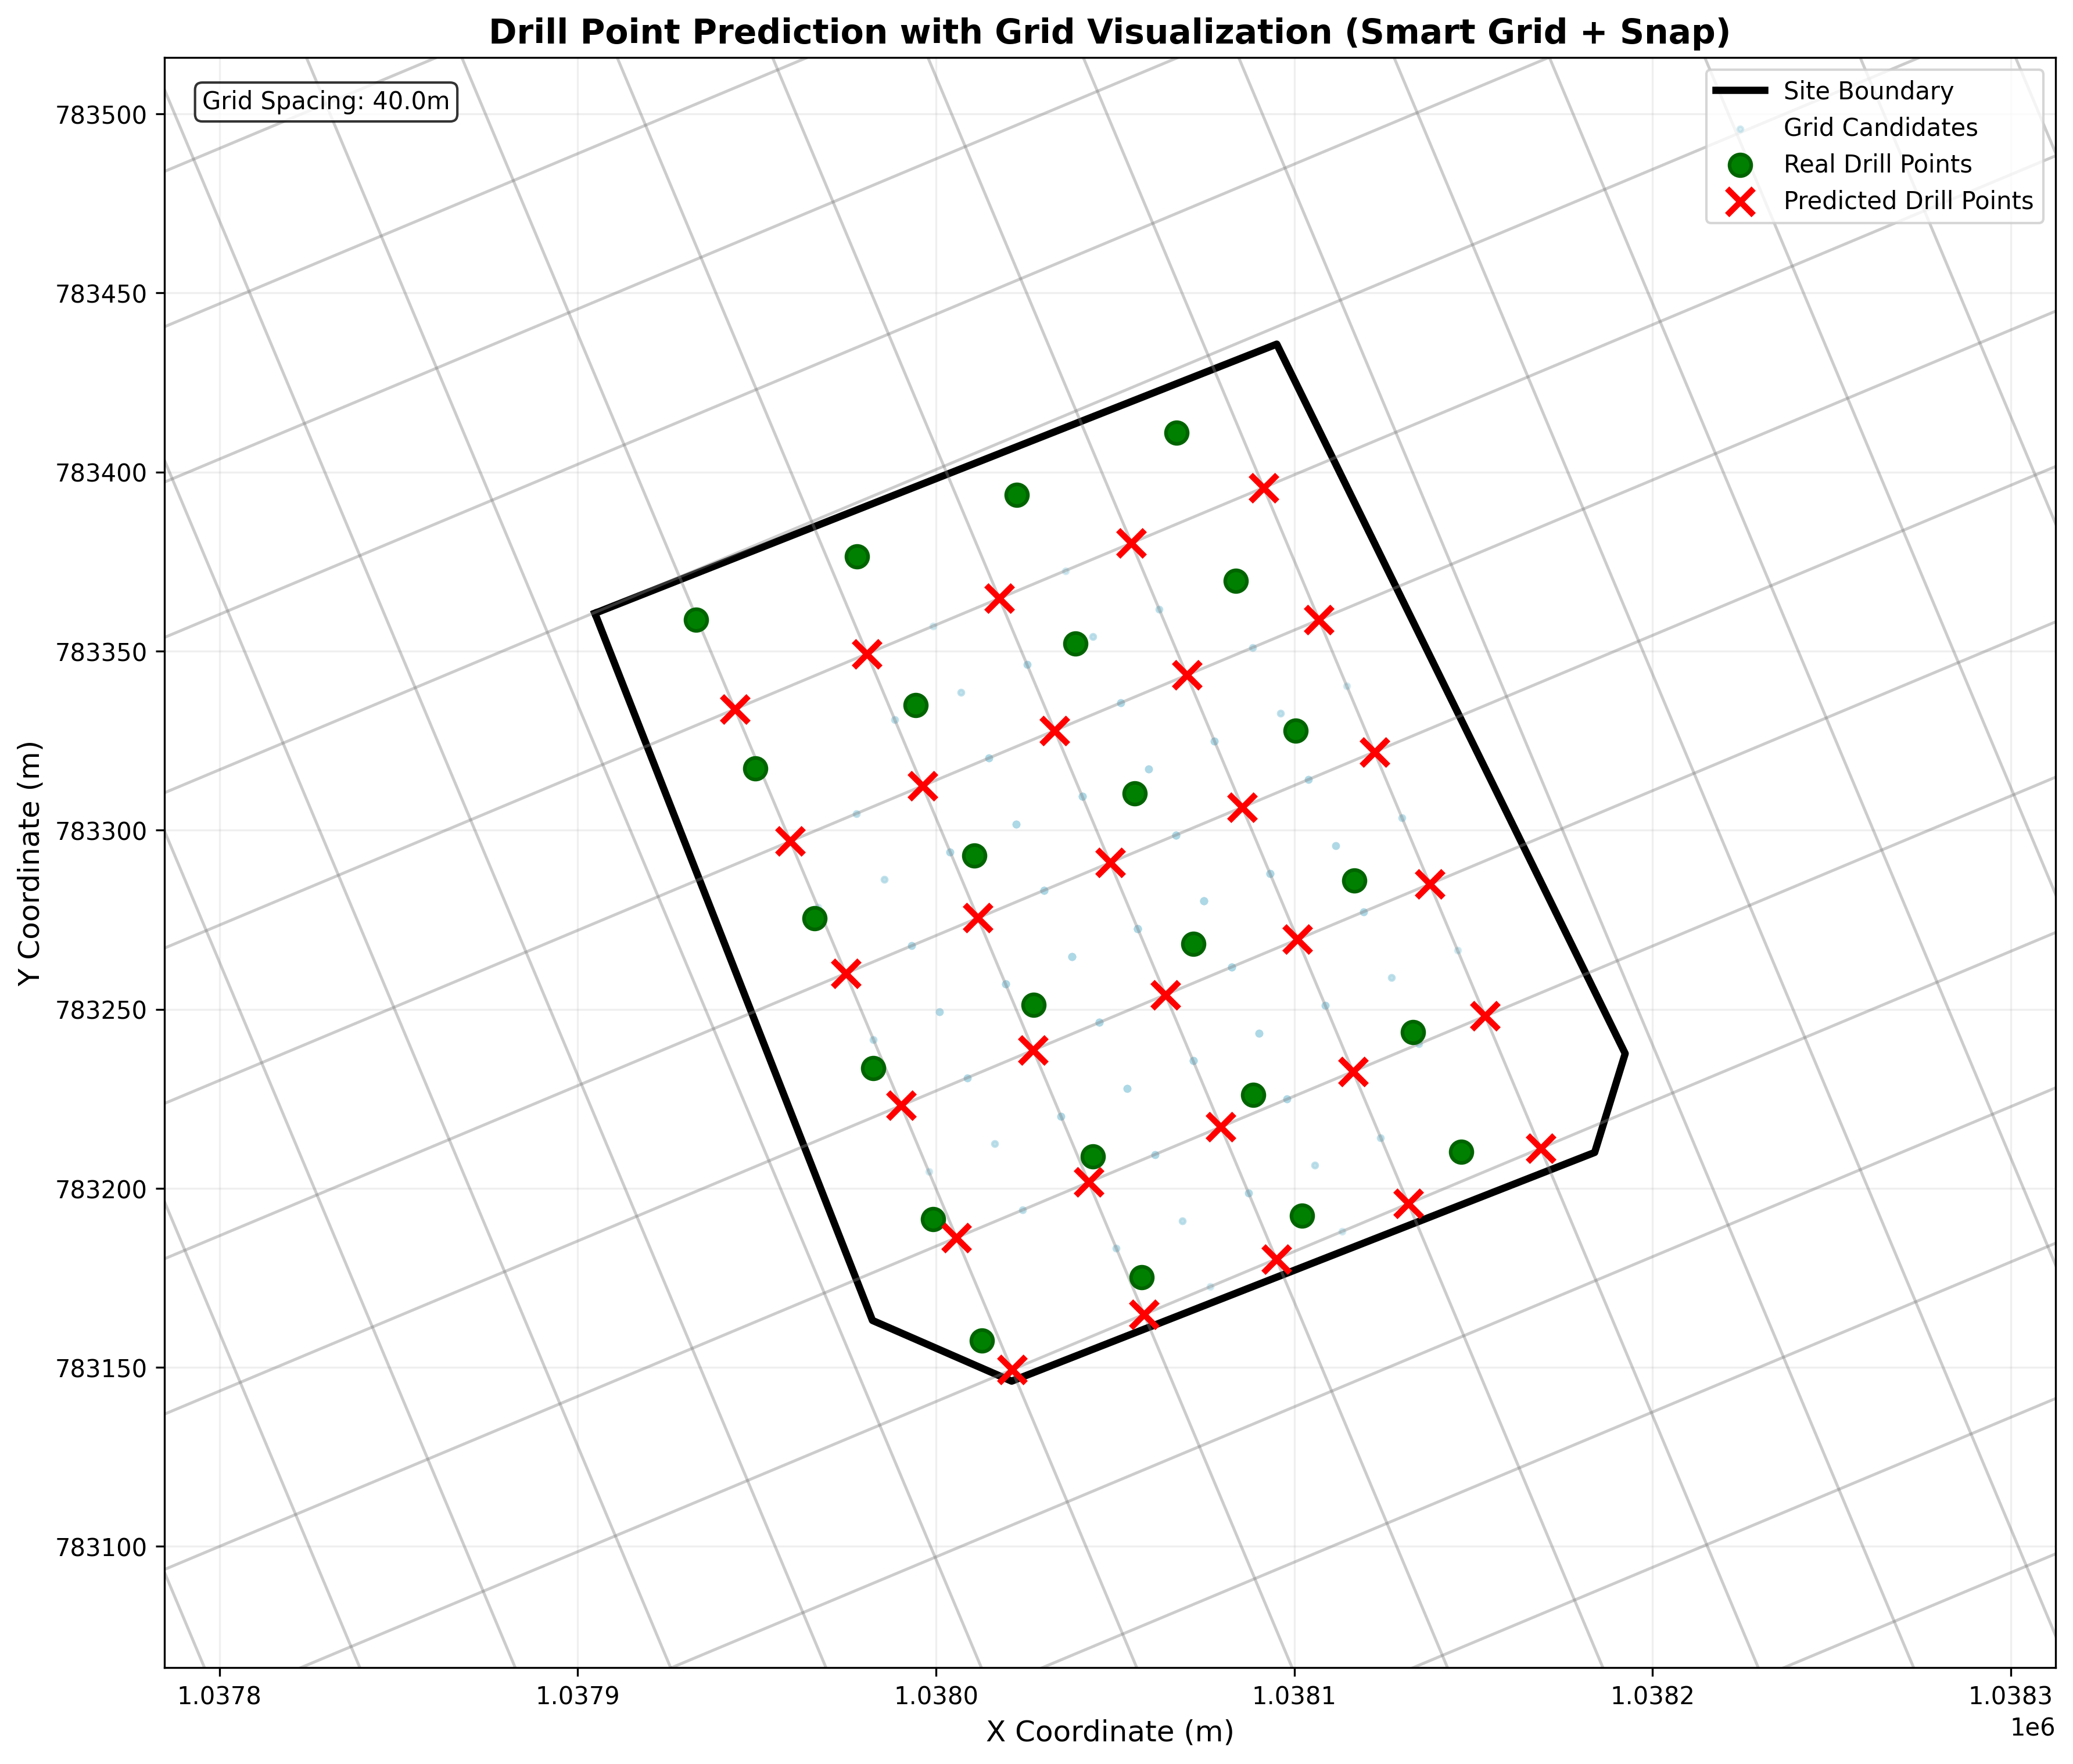 Drill Point Prediction with Grid Visualization (Smart Grid + Snap)
Grid Spacing: 40.0m
Site Boundary
Grid Candidates
Real Drill Points
Predicted Drill Points
783500
783450
783400
783350
783300
783250
783200
783150
783100
Y Coordinate (m)
1.0378
1.0379
1.0380
1.0381
1.0382
1.0383
1e6
X Coordinate (m)